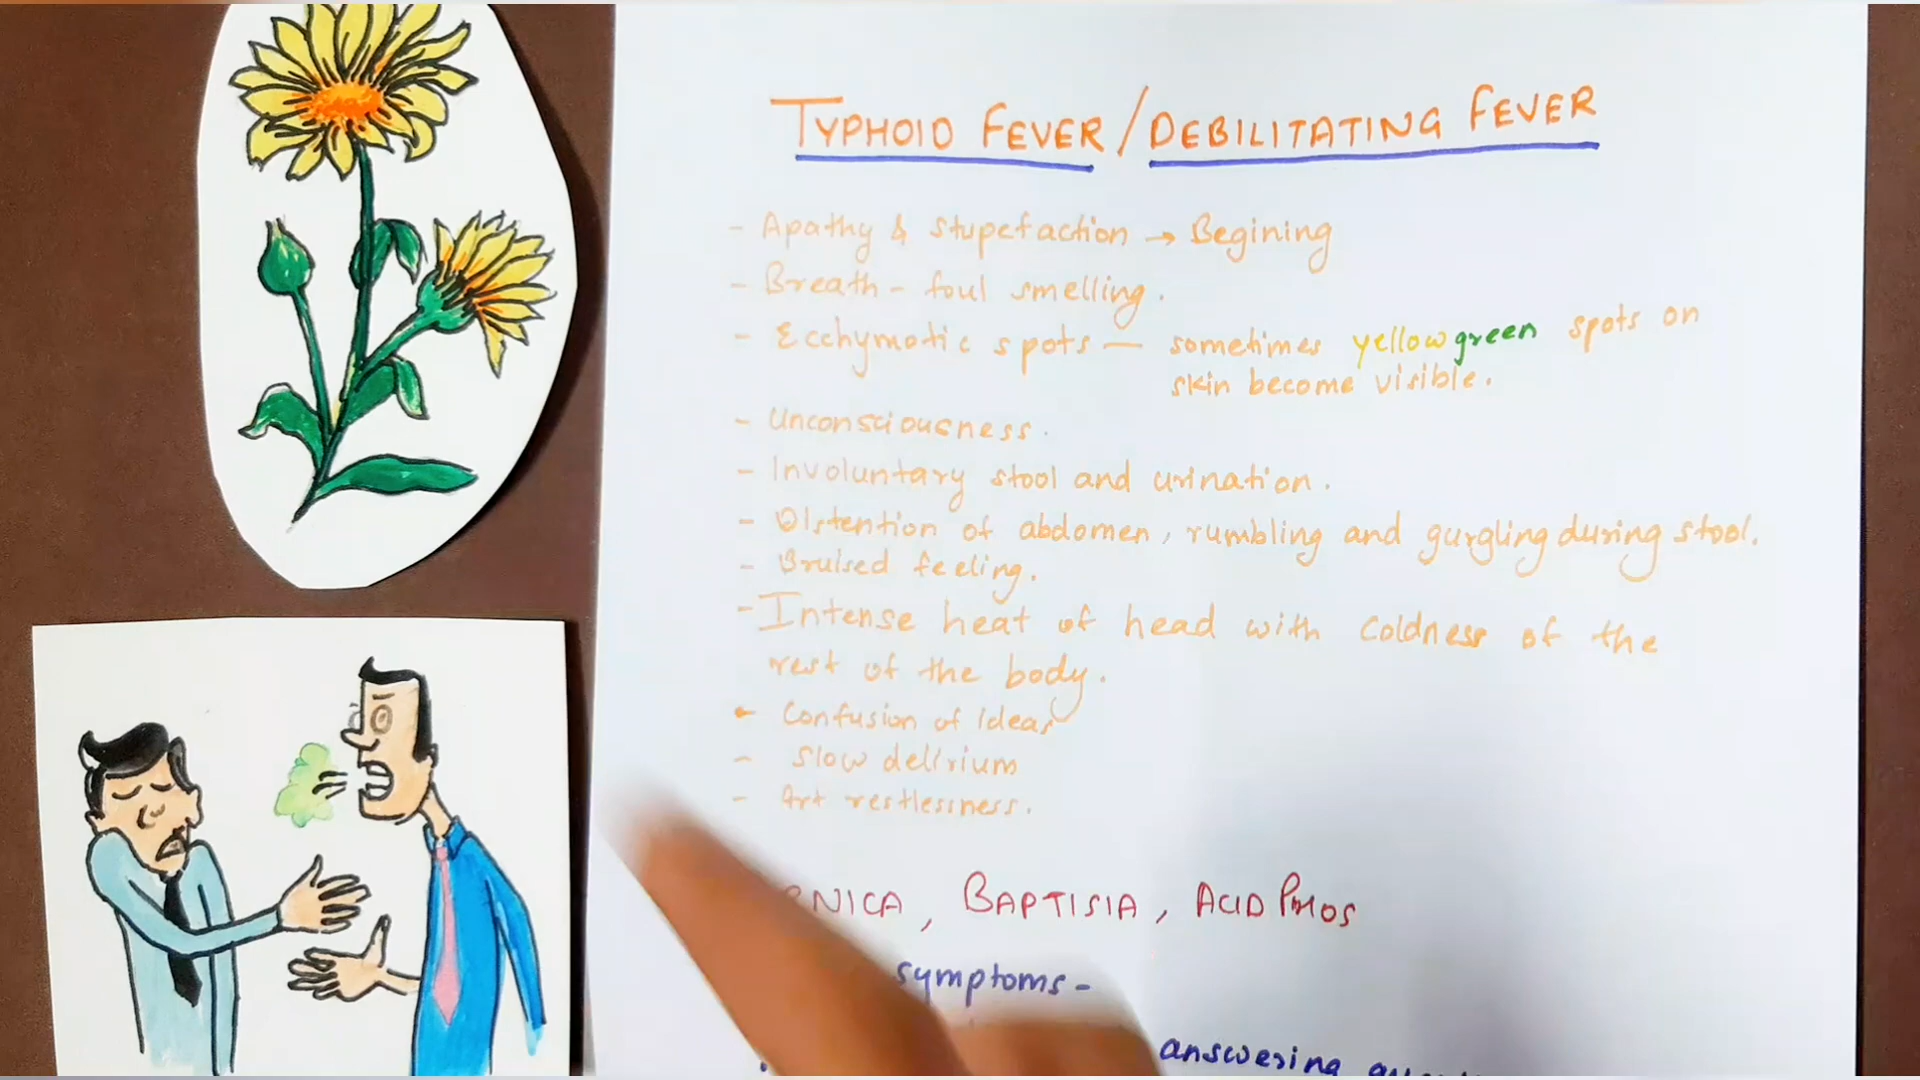 TYPHOID FEVER / DEBILITATING FEVER
- Apathy & stupefaction → Begining
- Breath - foul smelling.
- Ecchymotic spots — sometimes yellow green spots on
skin become visible.
- Unconsciousness.
- Involuntary stool and urination.
- Distention of abdomen, rumbling and gurgling during stool.
- Bruised feeling.
- Intense heat of head with coldness of the
rest of the body.
- Confusion of ideas
- Slow delirium
- restlessness.
RNICA, BAPTISIA, ACID PHOS
symptoms -
answering